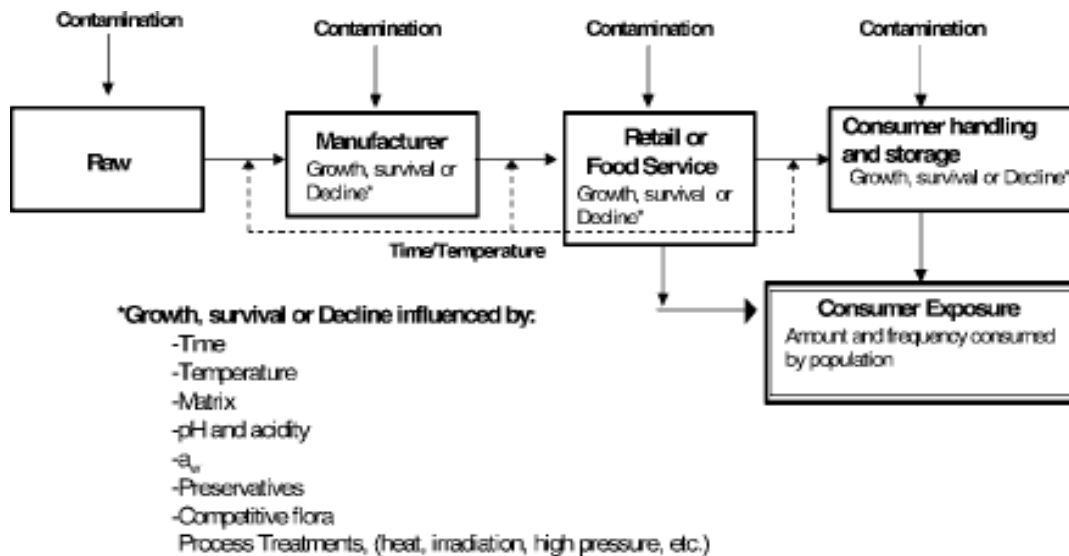 Contamination
Contamination
Contamination
Contamination
Raw
Manufacturer
Growth, survival or
Decline*
Retail or
Food Service
Growth, survival or
Decline*
Consumer handling
and storage
Growth, survival or Decline*
Time/Temperature
Consumer Exposure
Amount and frequency consumed
by population
*Growth, survival or Decline influenced by:
-Time
-Temperature
-Matrix
-pH and acidity
-aw
-Preservatives
-Competitive flora
Process Treatments, (heat, irradiation, high pressure, etc.)